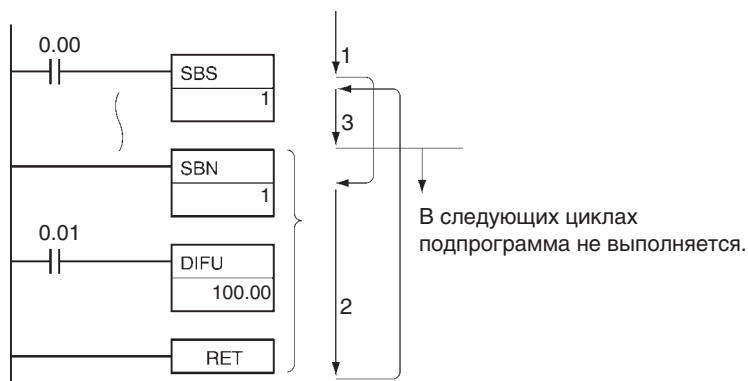 0.00
SBS
1
1
3
SBN
1
В следующих циклах
подпрограмма не выполняется.
0.01
DIFU
100.00
2
RET